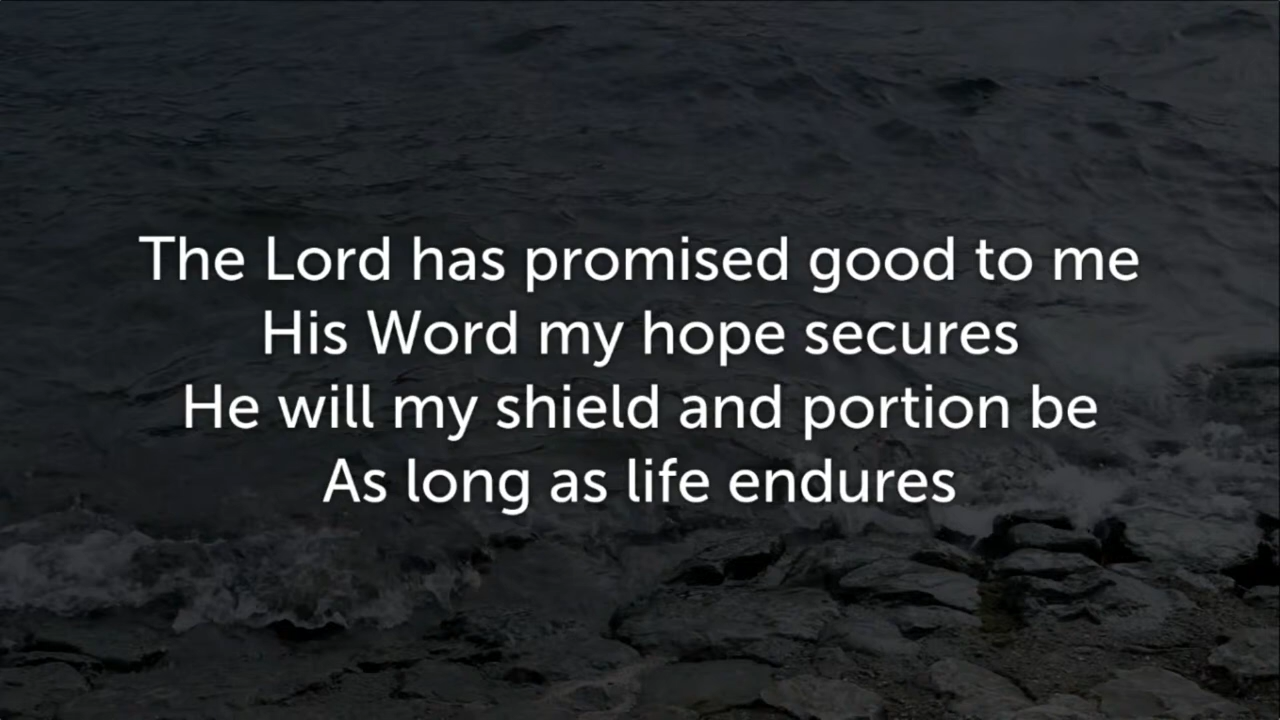 The Lord has promised good to me
His Word my hope secures
He will my shield and portion be
As long as life endures